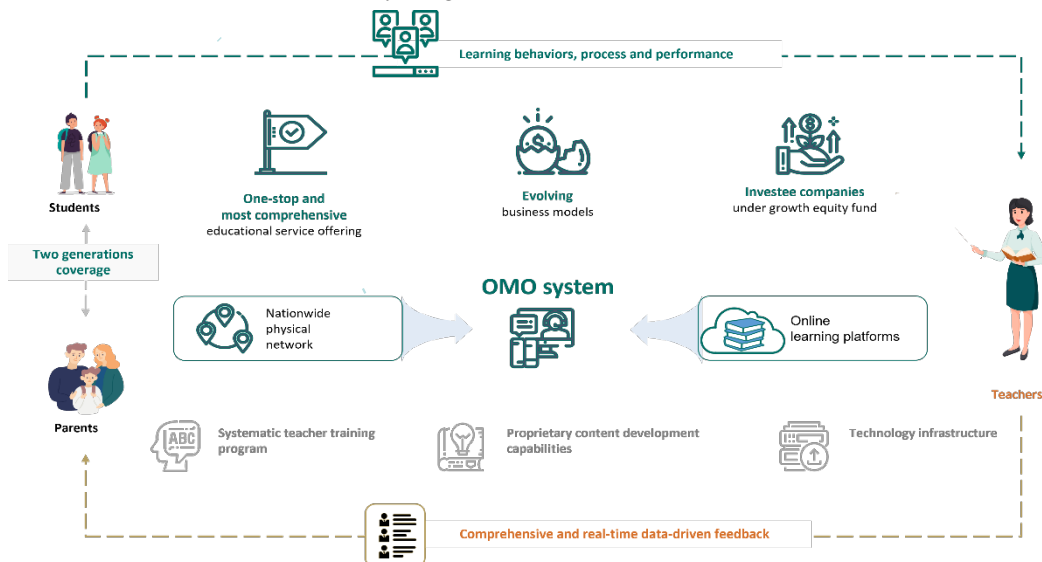 Learning behaviors, process and performance
Students
One-stop and
most comprehensive
educational service offering
Evolving
business models
Investee companies
under growth equity fund
Two generations
coverage
OMO system
Nationwide
physical
network
Online
learning platforms
Parents
Teachers
ABC
Systematic teacher training
program
Proprietary content development
capabilities
Technology infrastructure
Comprehensive and real-time data-driven feedback